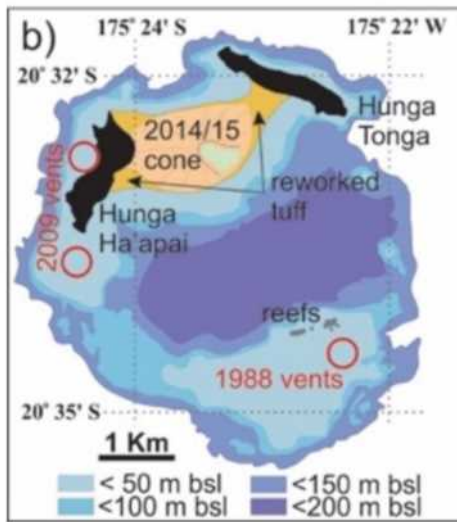 b)
175° 24' S
175° 22' W
20° 32' S
Hunga
Tonga
2014/15
cone
2009 vents
reworked
tuff
Hunga
Ha'apai
reefs
1988 vents
20° 35' S
1 Km
< 50 m bsl
<150 m bsl
<100 m bsl
<200 m bsl